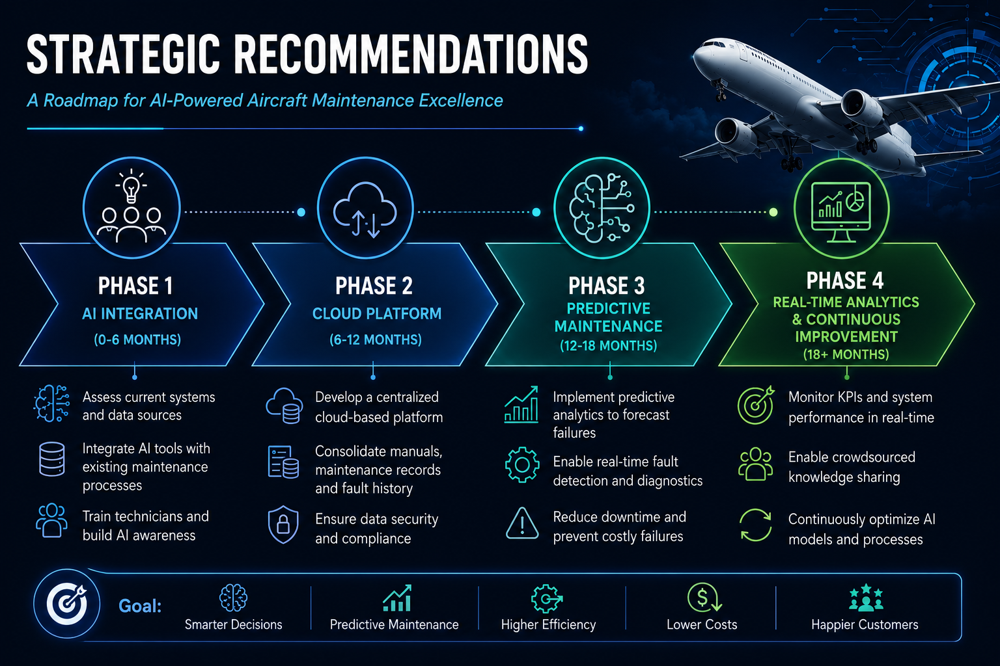 STRATEGIC RECOMMENDATIONS
A Roadmap for AI-Powered Aircraft Maintenance Excellence
PHASE 1
AI INTEGRATION
(0-6 MONTHS)
Assess current systems
and data sources
Integrate AI tools with
existing maintenance
processes
Train technicians and
build AI awareness
PHASE 2
CLOUD PLATFORM
(6-12 MONTHS)
Develop a centralized
cloud-based platform
Consolidate manuals,
maintenance records
and fault history
Ensure data security
and compliance
PHASE 3
PREDICTIVE
MAINTENANCE
(12-18 MONTHS)
Implement predictive
analytics to forecast
failures
Enable real-time fault
detection and diagnostics
Reduce downtime and
prevent costly failures
PHASE 4
REAL-TIME ANALYTICS
& CONTINUOUS
IMPROVEMENT
(18+ MONTHS)
Monitor KPIs and system
performance in real-time
Enable crowdsourced
knowledge sharing
Continuously optimize AI
models and processes
Goal:
Smarter Decisions
Predictive Maintenance
Higher Efficiency
$
Lower Costs
Happier Customers